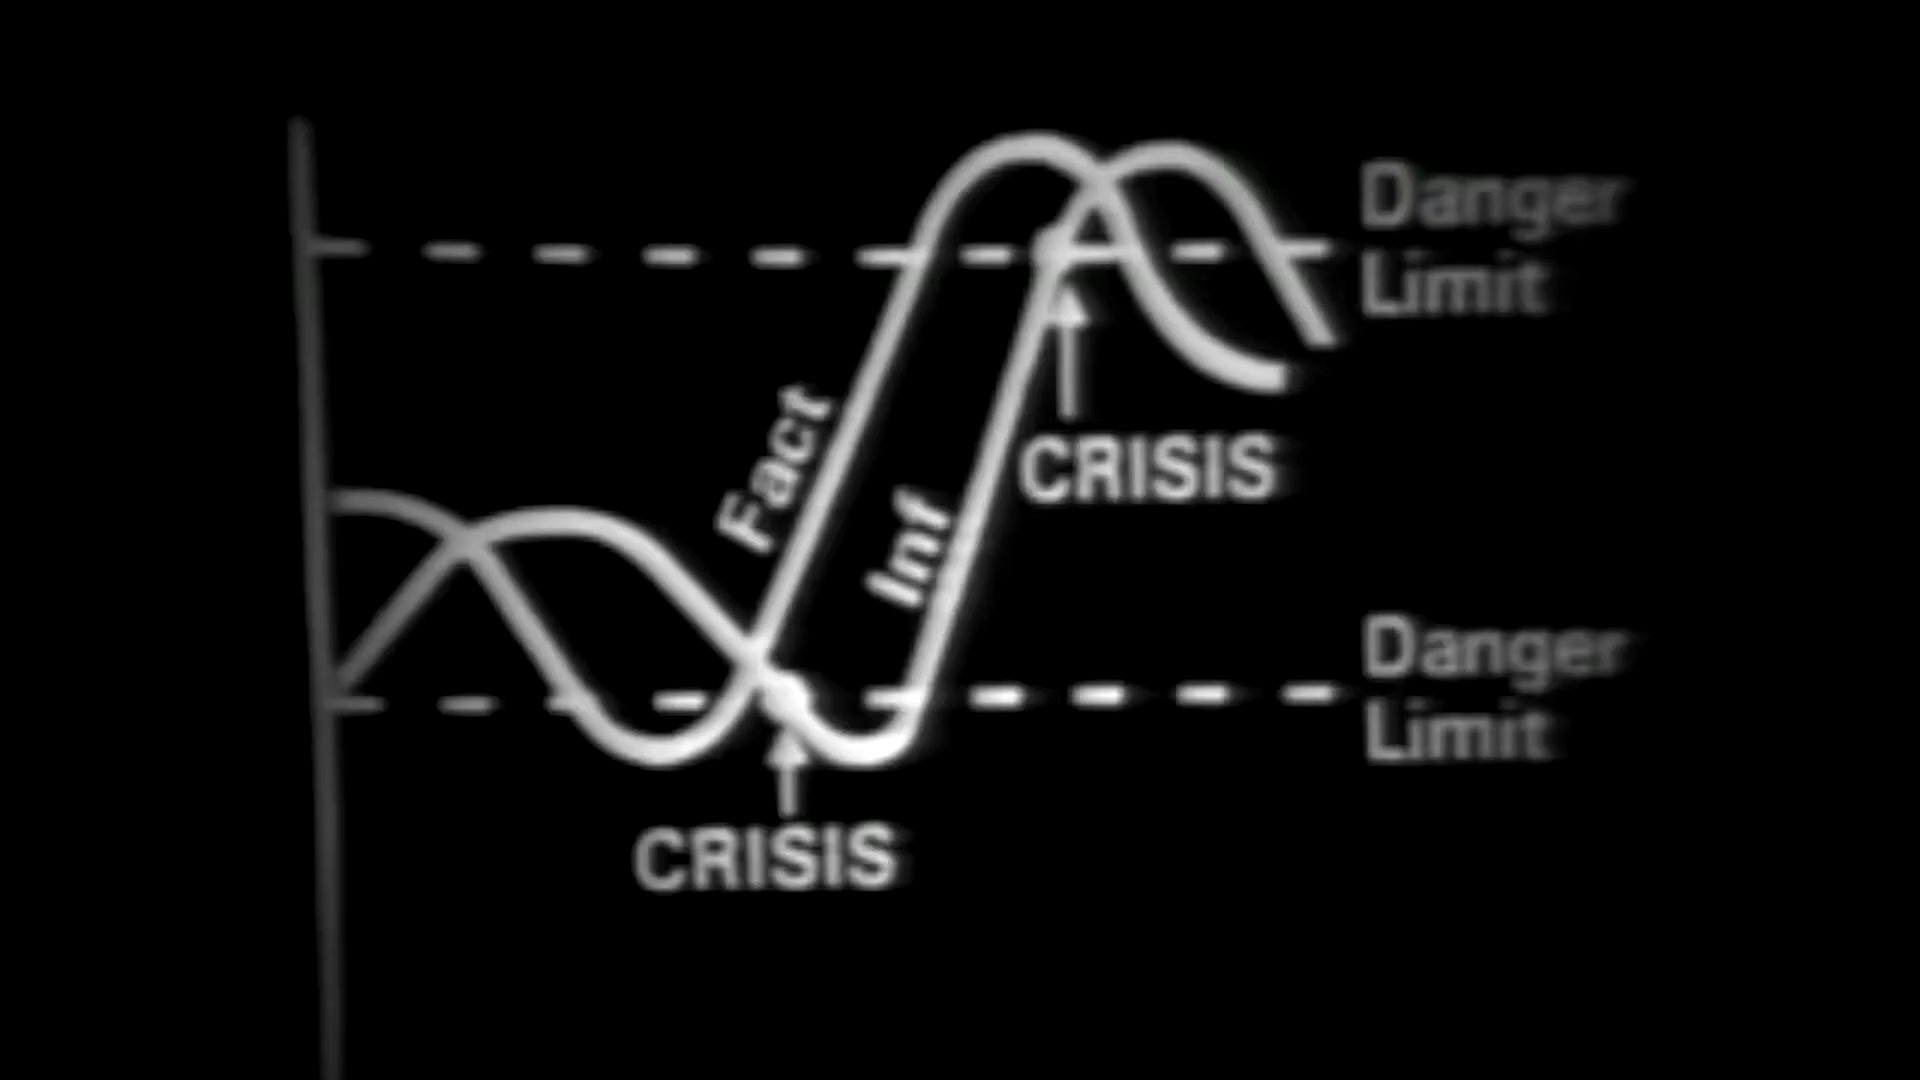 Danger
Limit
Fact
Inf
CRISIS
Danger
Limit
CRISIS